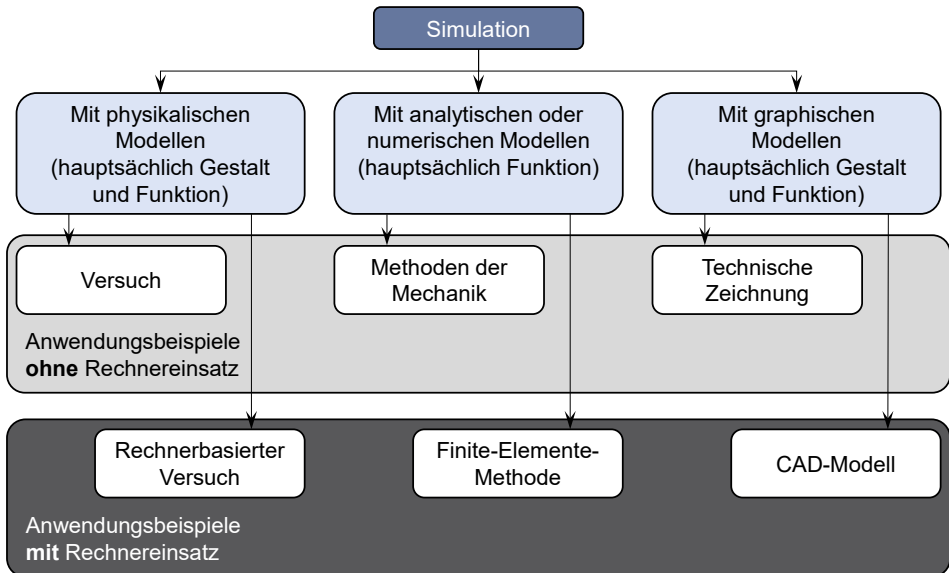 Simulation
Mit physikalischen
Modellen
(hauptsächlich Gestalt
und Funktion)
Mit analytischen oder
numerischen Modellen
(hauptsächlich Funktion)
Mit graphischen
Modellen
(hauptsächlich Gestalt
und Funktion)
Versuch
Methoden der
Mechanik
Technische
Zeichnung
Anwendungsbeispiele
ohne Rechnereinsatz
Rechnerbasierter
Versuch
Finite-Elemente-
Methode
CAD-Modell
Anwendungsbeispiele
mit Rechnereinsatz